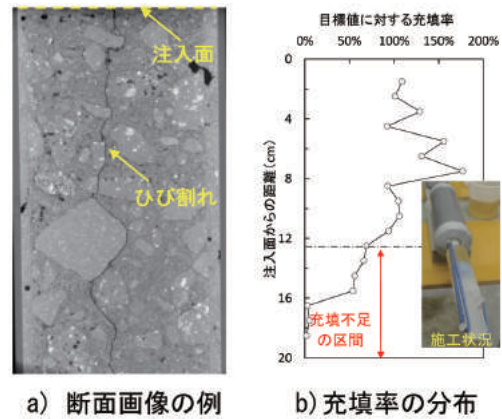 注入面
ひび割れ
a) 断面画像の例
目標値に対する充填率
0% 50% 100% 150% 200%
注入面からの距離(cm)
0
4
8
12
16
20
充填不足
の区間
施工状況
b) 充填率の分布